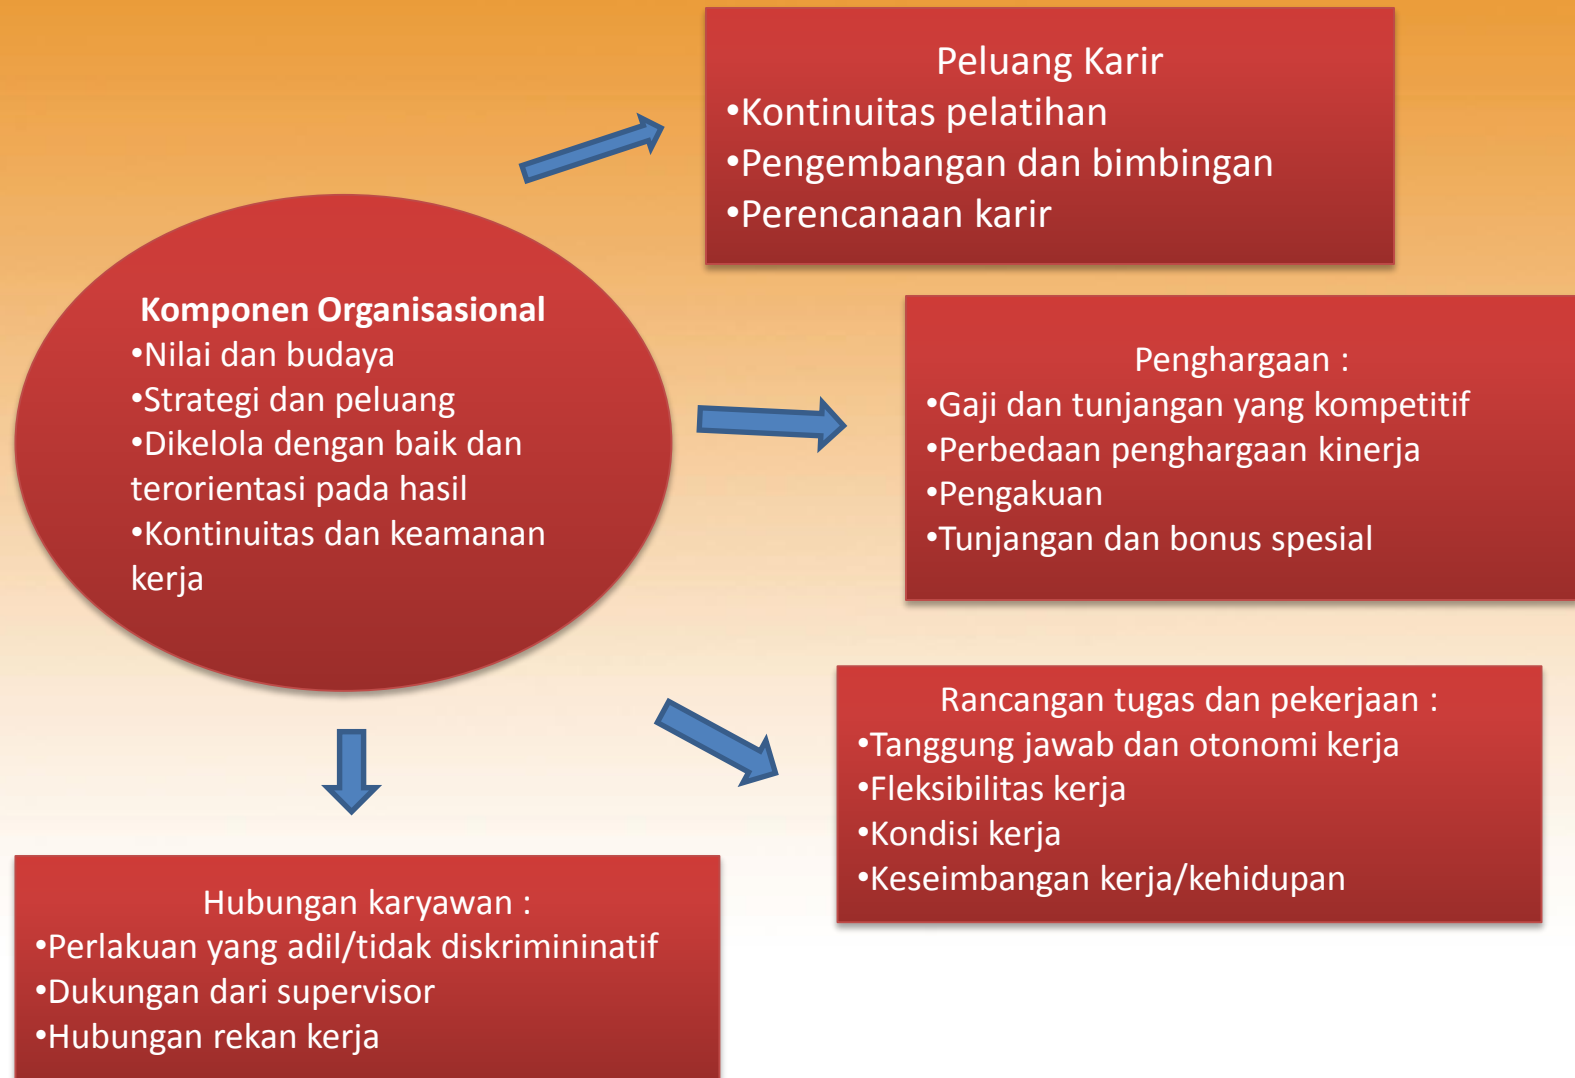 Peluang Karir
•Kontinuitas pelatihan
•Pengembangan dan bimbingan
•Perencanaan karir
Komponen Organisasional
•Nilai dan budaya
•Strategi dan peluang
•Dikelola dengan baik dan
terorientasi pada hasil
•Kontinuitas dan keamanan
kerja
Penghargaan :
•Gaji dan tunjangan yang kompetitif
•Perbedaan penghargaan kinerja
•Pengakuan
•Tunjangan dan bonus spesial
Rancangan tugas dan pekerjaan :
•Tanggung jawab dan otonomi kerja
•Fleksibilitas kerja
•Kondisi kerja
•Keseimbangan kerja/kehidupan
Hubungan karyawan :
•Perlakuan yang adil/tidak diskrimininatif
•Dukungan dari supervisor
•Hubungan rekan kerja